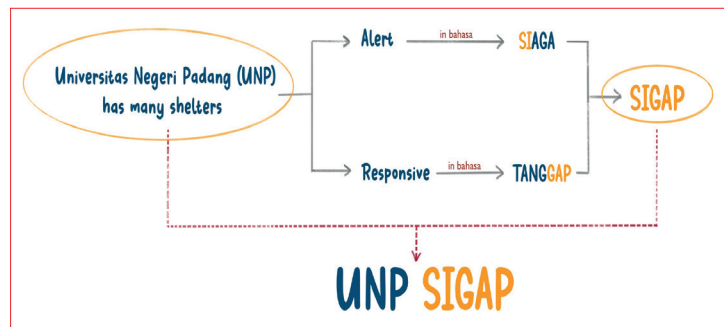 Universitas Negeri Padang (UNP)
has many shelters
Alert
in bahasa
SIAGA
Responsive
in bahasa
TANGGAP
SIGAP
UNP SIGAP